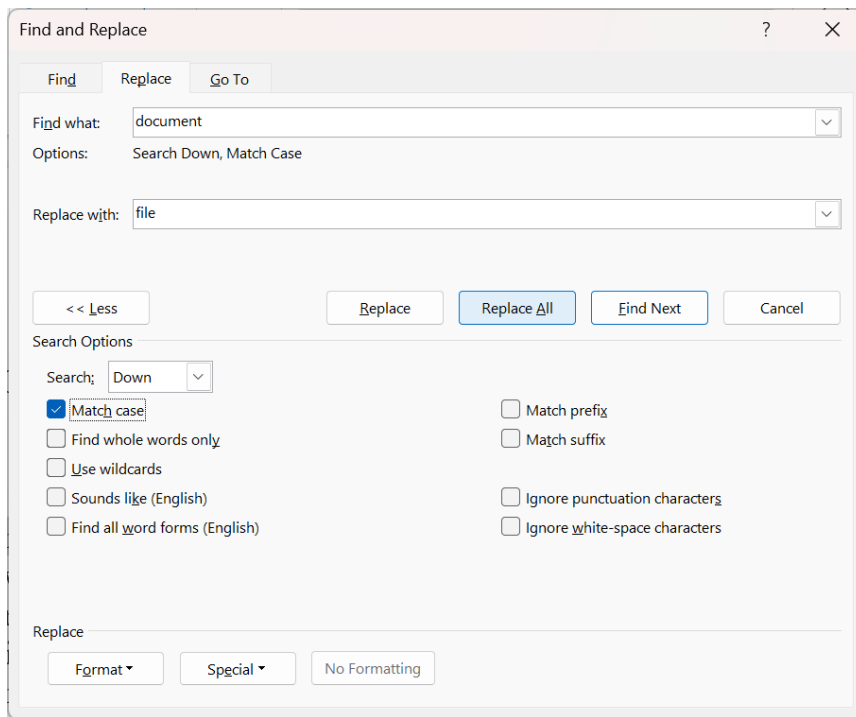 Find and Replace ?
Find Replace Go To
Find what: document
Options: Search Down, Match Case
Replace with: file
<< Less Replace Replace All Find Next Cancel
Search Options
Search: Down
Match case Match prefix
Find whole words only Match suffix
Use wildcards
Sounds like (English) Ignore punctuation characters
Find all word forms (English) Ignore white-space characters
Replace
Format Special No Formatting